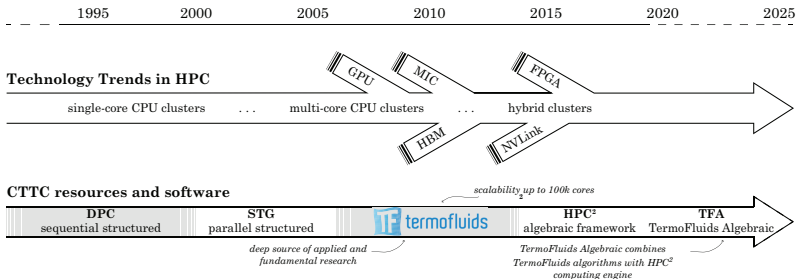 1995 2000 2005 2010 2015 2020 2025
Technology Trends in HPC
GPU
MIC
FPGA
single-core CPU clusters ... multi-core CPU clusters ... hybrid clusters
HBM
NVLink
CTTC resources and software
scalability up to 100k cores
2
DPC
sequential structured
STG
parallel structured
TF termofluids
HPC²
algebraic framework
TFA
TermoFluids Algebraic
deep source of applied and
fundamental research
TermoFluids Algebraic combines
TermoFluids algorithms with HPC²
computing engine